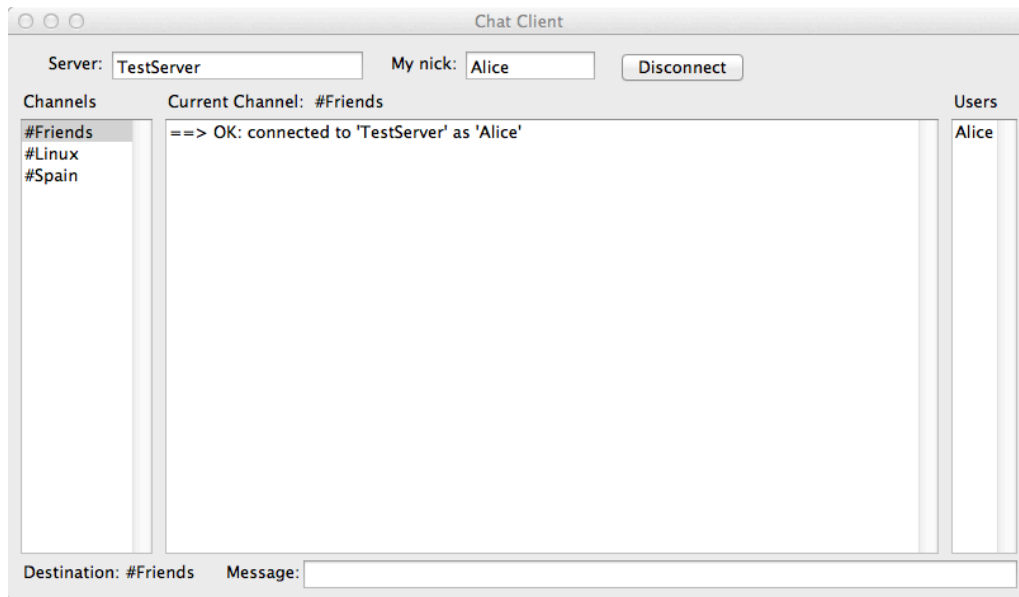 Chat Client
Server: TestServer My nick: Alice Disconnect
Channels Current Channel: #Friends Users
#Friends ==> OK: connected to 'TestServer' as 'Alice' Alice
#Linux
#Spain
Destination: #Friends Message: